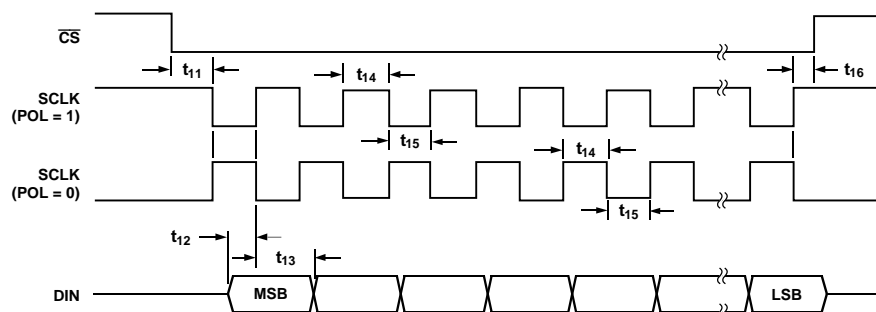 CS
t11
t14
t16
SCLK
(POL = 1)
t15
t14
SCLK
(POL = 0)
t15
t12
t13
DIN
MSB
LSB